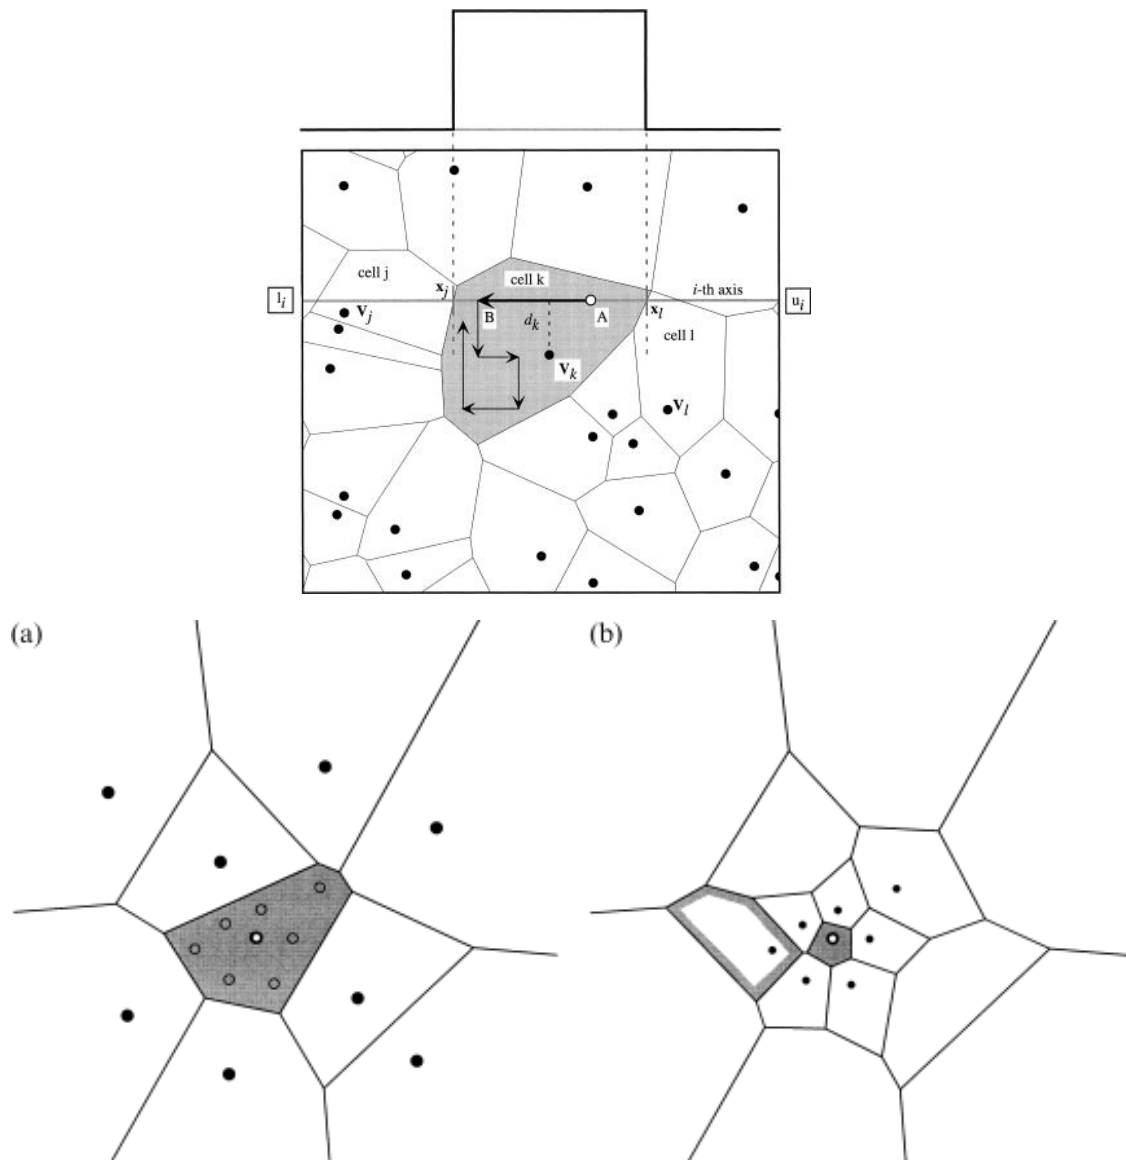 cell j
cell k
x_j
i-th axis
l_i
u_i
v_j
B
A
x_l
d_k
cell l
v_k
v_l
(a)
(b)